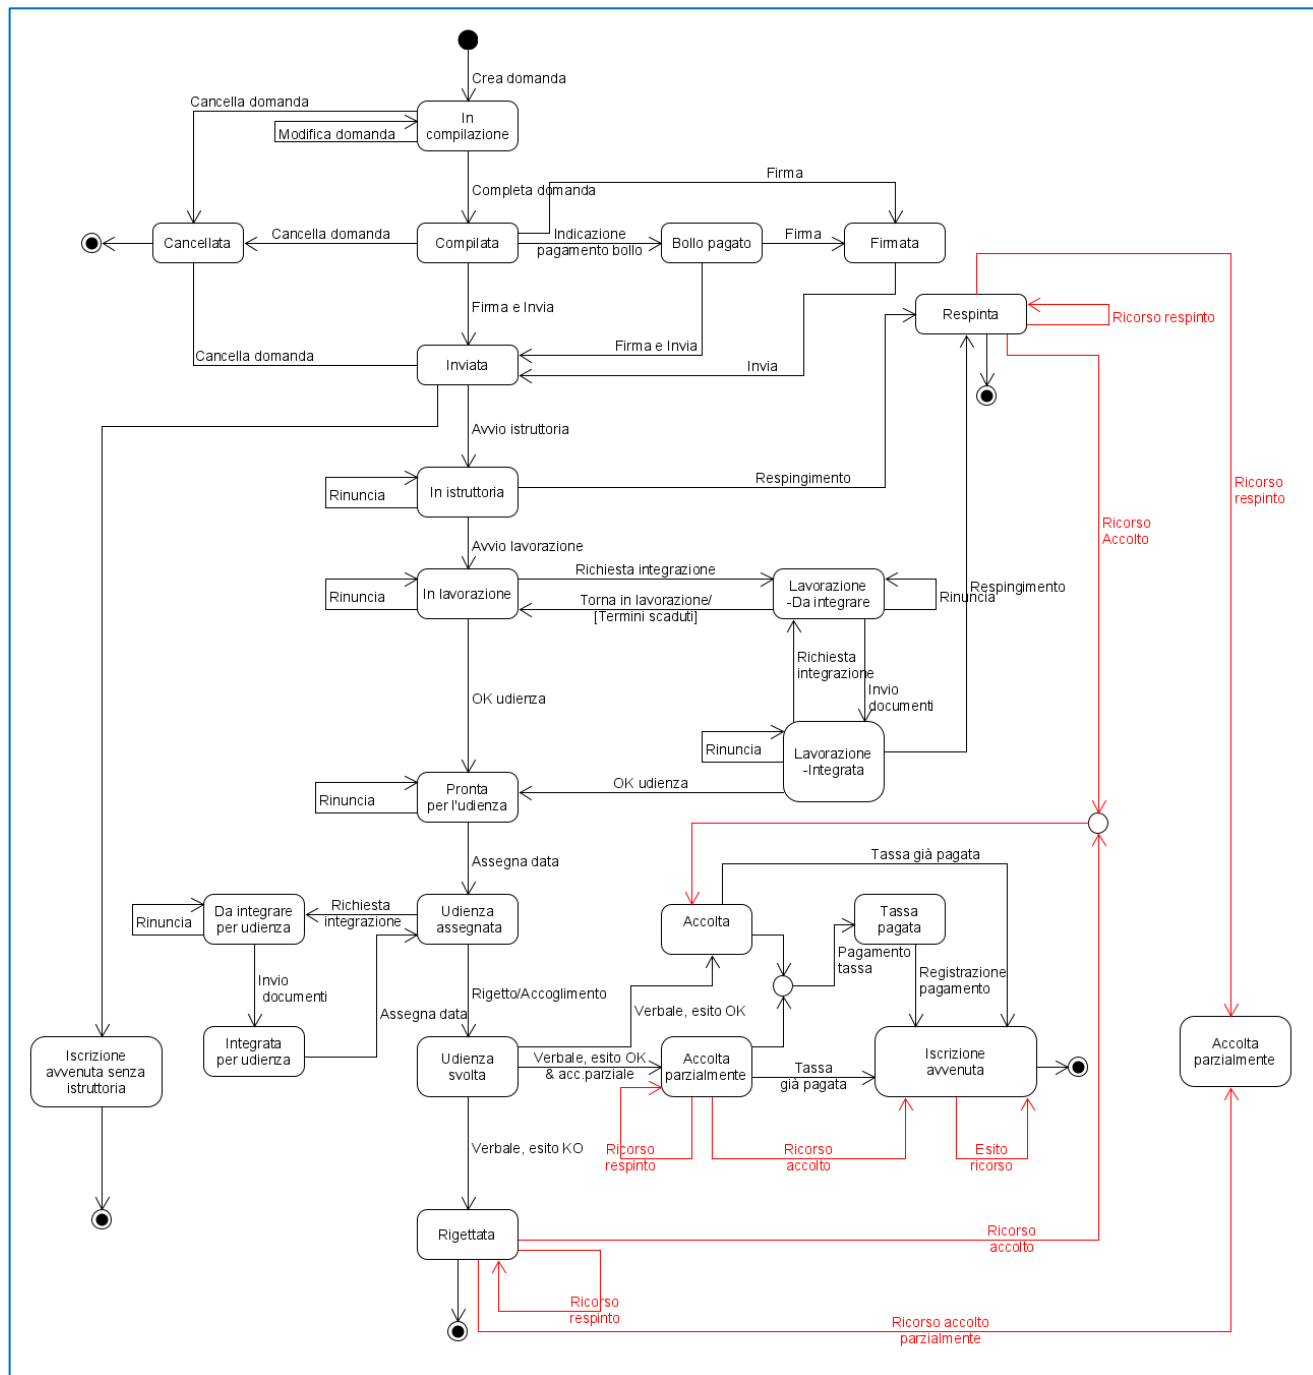 Crea domanda
Cancella domanda
In
compilazione
Modifica domanda
Firma
Completa domanda
Cancellata
Cancella domanda
Compilata
Indicazione
pagamento bollo
Bollo pagato
Firma
Firmata
Firma e Invia
Respinta
Ricorso respinto
Cancella domanda
Firma e Invia
Inviata
Invia
Avvio istruttoria
Rinuncia
In istruttoria
Respingimento
Ricorso
respinto
Ricorso
Accolto
Avvio lavorazione
Rinuncia
In lavorazione
Richiesta integrazione
Torna in lavorazione/
[Termini scaduti]
Lavorazione
-Da integrare
Rinuncia
Respingimento
Richiesta
integrazione
Invio
documenti
OK udienza
Rinuncia
Lavorazione
-Integrata
Rinuncia
Pronta
per l'udienza
OK udienza
Assegna data
Tassa già pagata
Rinuncia
Da integrare
per udienza
Richiesta
integrazione
Udienza
assegnata
Accolta
Tassa
pagata
Pagamento
tassa
Invio
documenti
Rigetto/Accoglimento
Registrazione
pagamento
Assegna data
Verbale, esito OK
Iscrizione
avvenuta senza
istruttoria
Integrata
per udienza
Udienza
svolta
Verbale, esito OK
& acc.parziale
Accolta
parzialmente
Tassa
già pagata
Iscrizione
avvenuta
Accolta
parzialmente
Verbale, esito KO
Ricorso
respinto
Ricorso
accolto
Esito
ricorso
Rigettata
Ricorso
accolto
Ricorso
respinto
Ricorso accolto
parzialmente